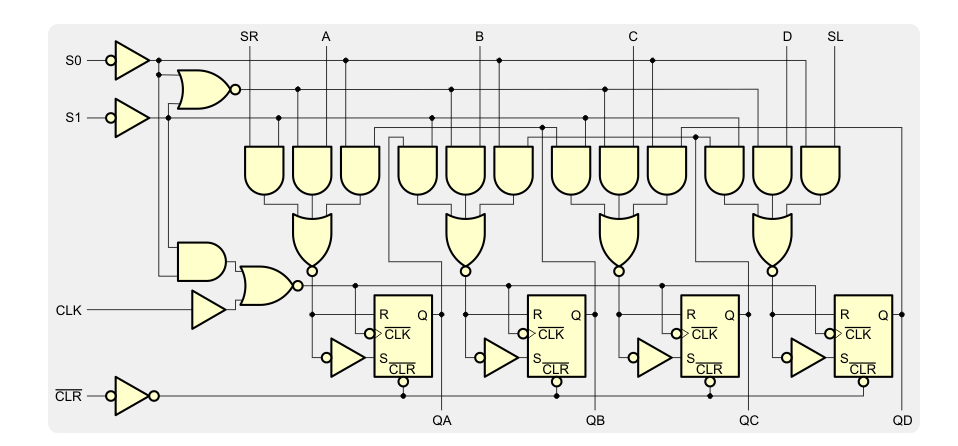 SR A B C D SL
S0
S1
CLK
R Q R Q R Q R Q
CLK CLK CLK CLK
S S S S
CLR CLR CLR CLR
CLR
QA QB QC QD